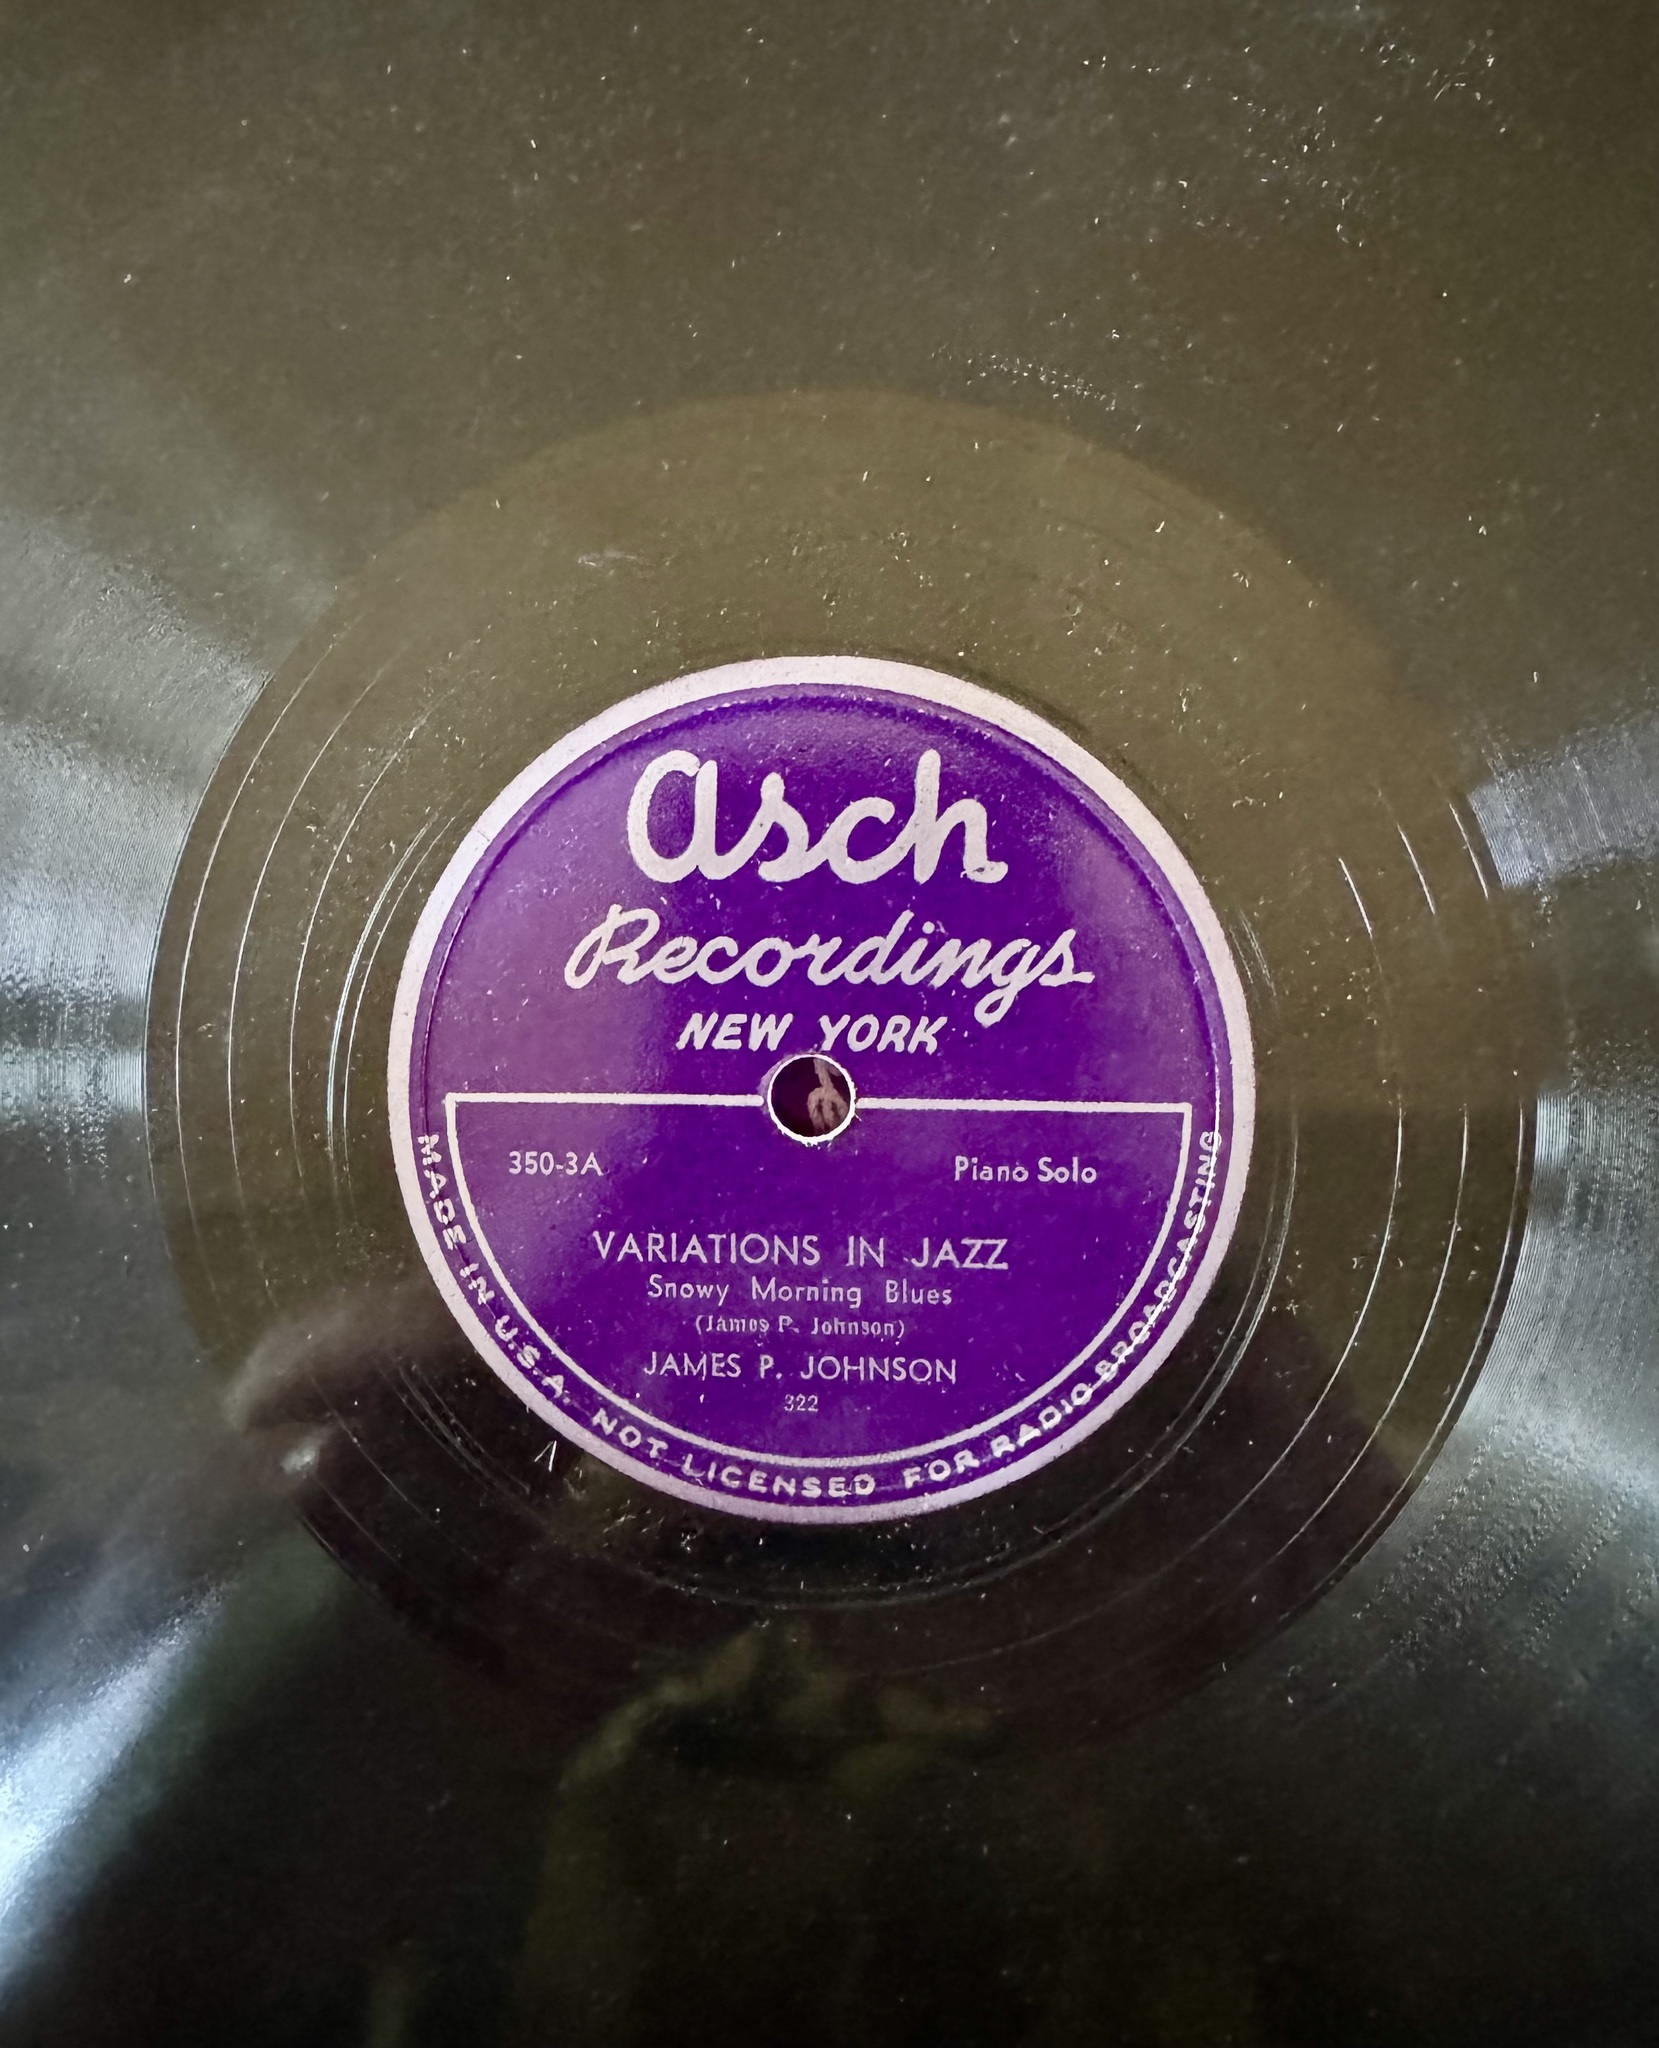 asch
Recordings
NEW YORK
350-3A Piano Solo
VARIATIONS IN JAZZ
Snowy Morning Blues
(James P. Johnson)
JAMES P. JOHNSON
322
MADE IN U.S.A. NOT LICENSED FOR RADIO BROADCASTING
A